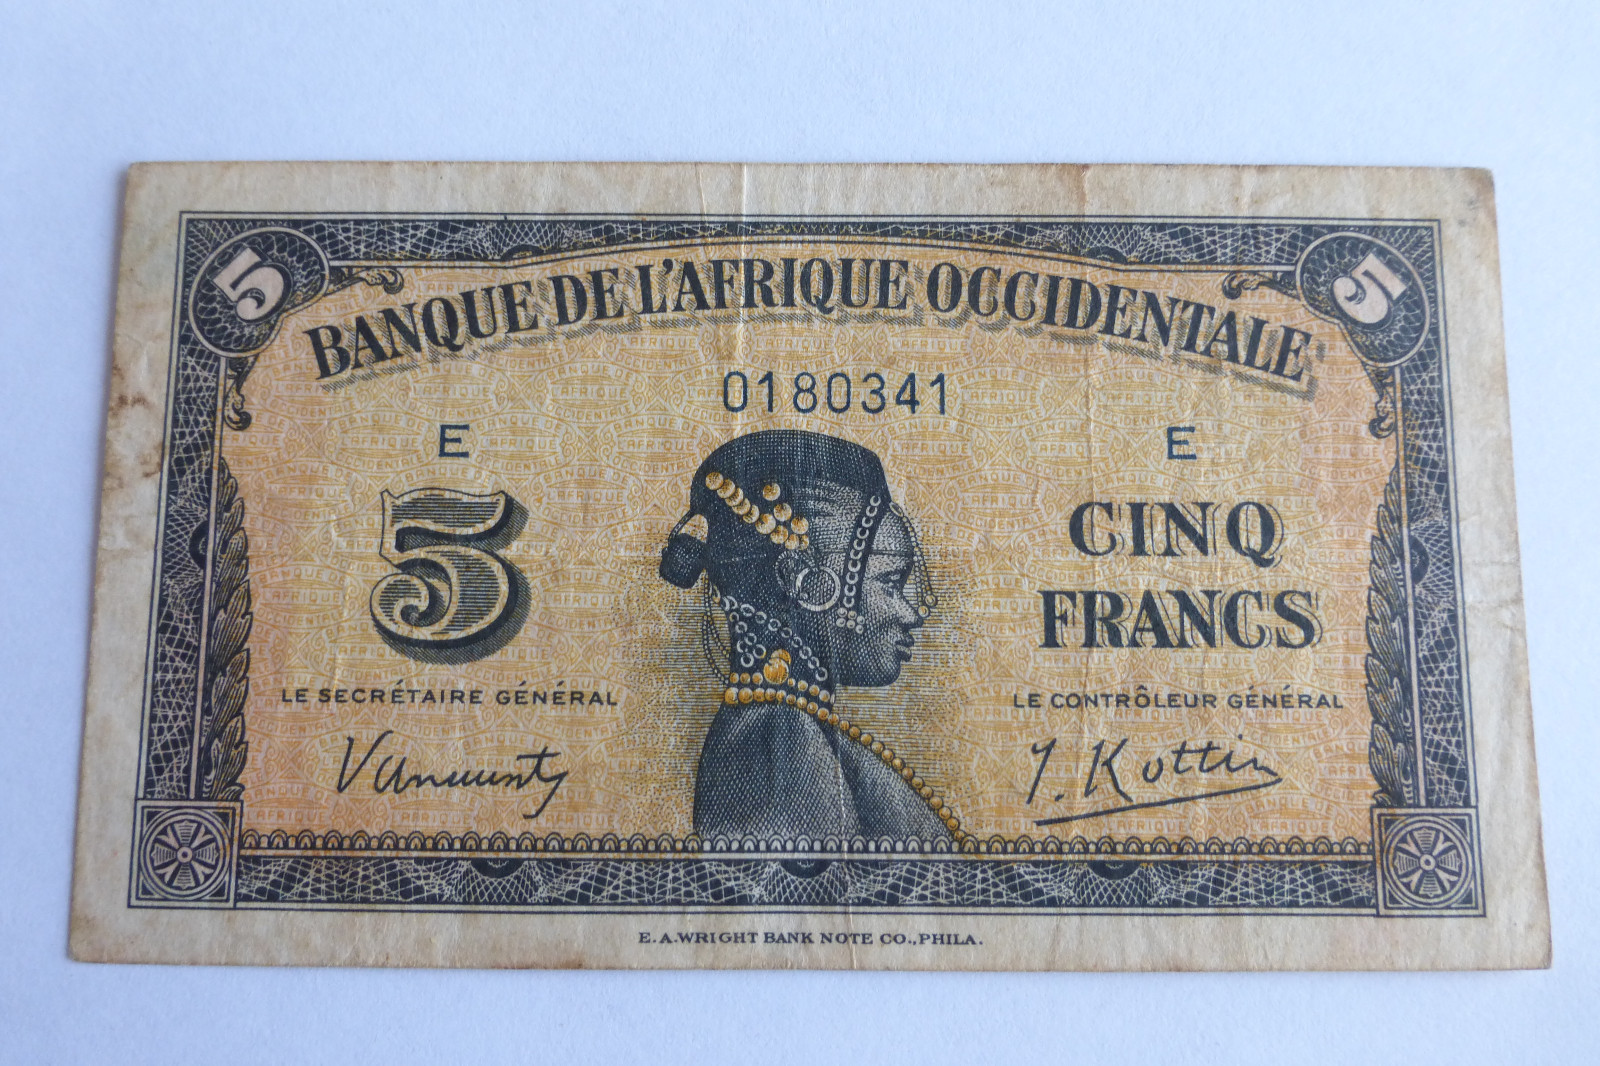 5 5
BANQUE DE L'AFRIQUE OCCIDENTALE
0180341
E E
5
CINQ
FRANCS
LE SECRÉTAIRE GÉNÉRAL
LE CONTRÔLEUR GÉNÉRAL
J. Kottin
E.A.WRIGHT BANK NOTE CO.,PHILA.